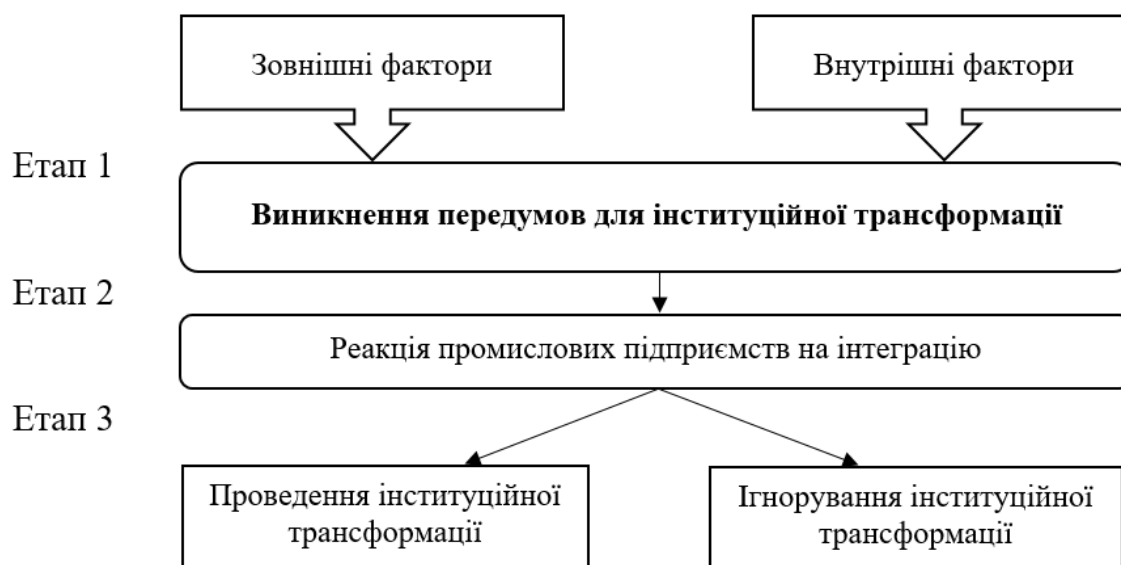 Зовнішні фактори
Внутрішні фактори
Етап 1
Виникнення передумов для інституційної трансформації
Етап 2
Реакція промислових підприємств на інтеграцію
Етап 3
Проведення інституційної
трансформації
Ігнорування інституційної
трансформації